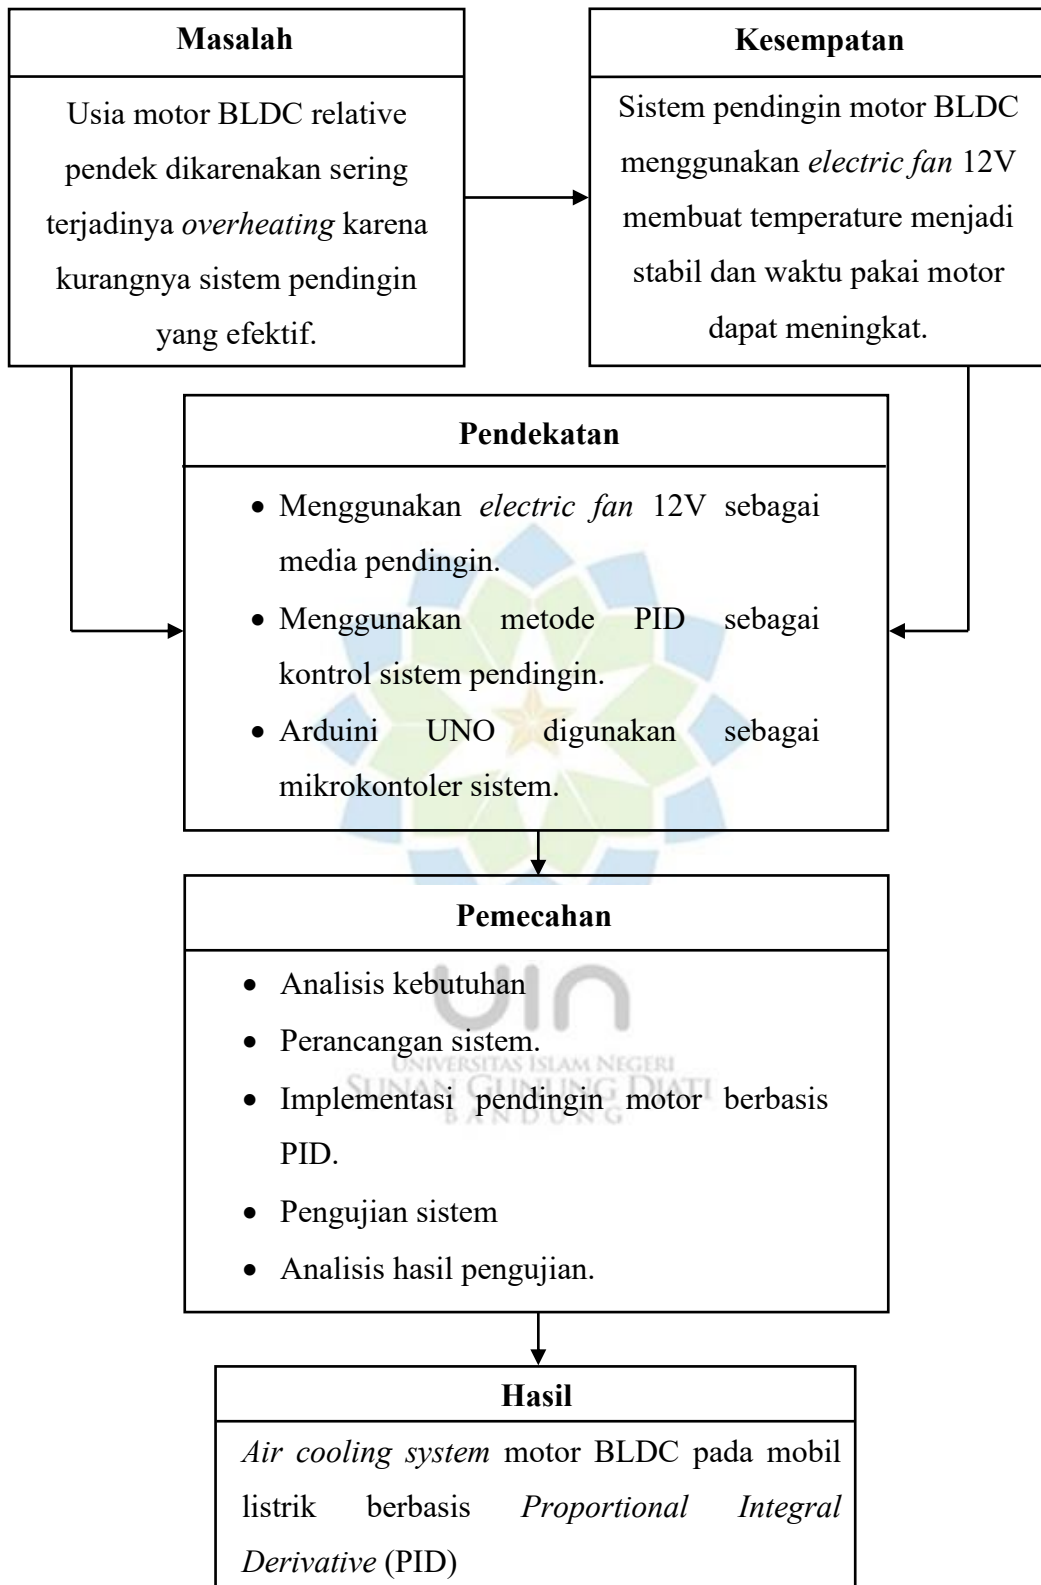 Masalah
Usia motor BLDC relative
pendek dikarenakan sering
terjadinya overheating karena
kurangnya sistem pendingin
yang efektif.
Kesempatan
Sistem pendingin motor BLDC
menggunakan electric fan 12V
membuat temperature menjadi
stabil dan waktu pakai motor
dapat meningkat.
Pendekatan
• Menggunakan electric fan 12V sebagai
media pendingin.
• Menggunakan metode PID sebagai
kontrol sistem pendingin.
• Arduini UNO digunakan sebagai
mikrokontoler sistem.
Pemecahan
• Analisis kebutuhan
• Perancangan sistem.
• Implementasi pendingin motor berbasis
PID.
• Pengujian sistem
• Analisis hasil pengujian.
uin
UNIVERSITAS ISLAM NEGERI
SUNAN GUNUNG DJATI
BANDUNG
Hasil
Air cooling system motor BLDC pada mobil
listrik berbasis Proportional Integral
Derivative (PID)